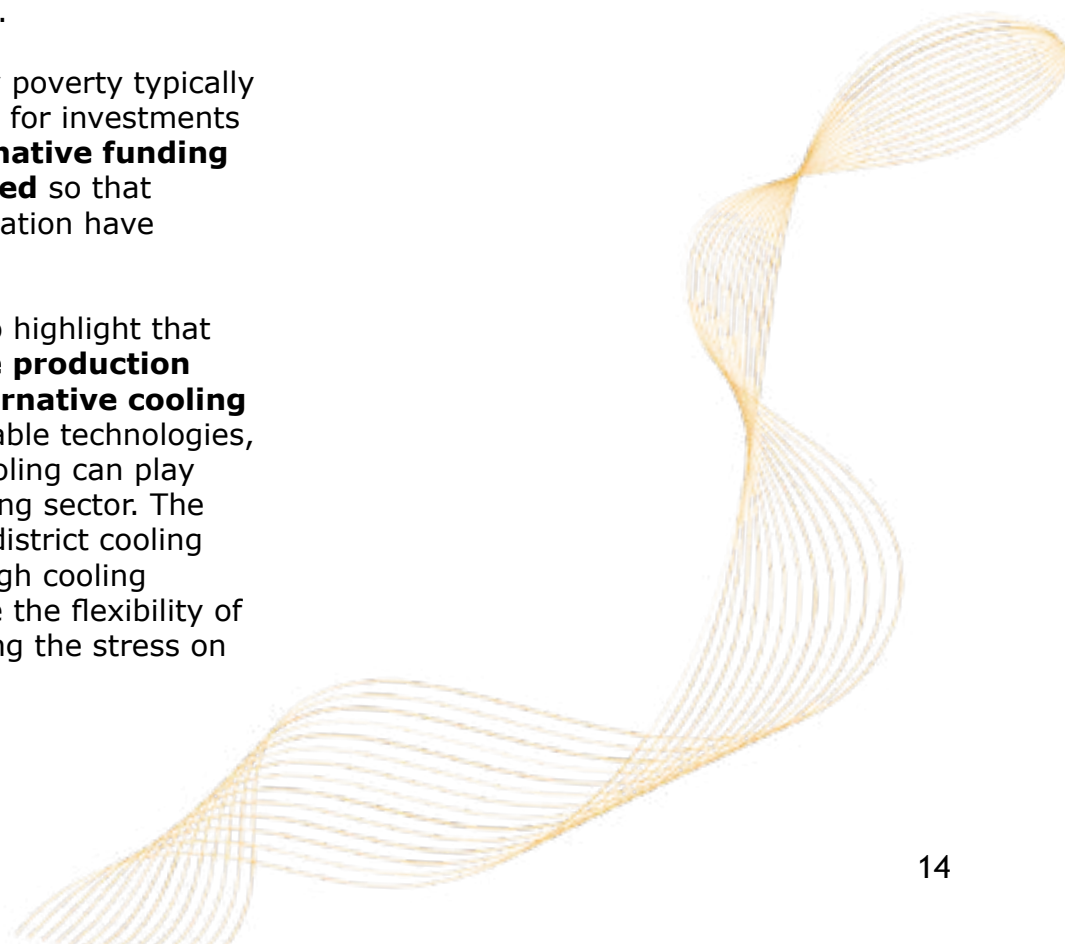 .
poverty typically
for investments
native funding
ed so that
ation have
highlight that
production
rnative cooling
able technologies,
oling can play
ng sector. The
district cooling
gh cooling
the flexibility of
ng the stress on
14